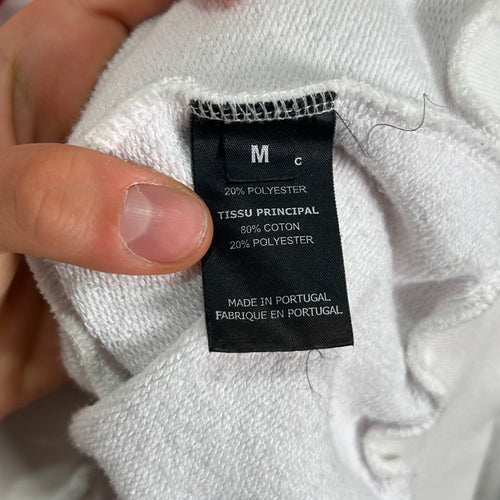 M
C
20% POLYESTER
TISSU PRINCIPAL
80% COTON
20% POLYESTER
MADE IN PORTUGAL
FABRIQUE EN PORTUGAL